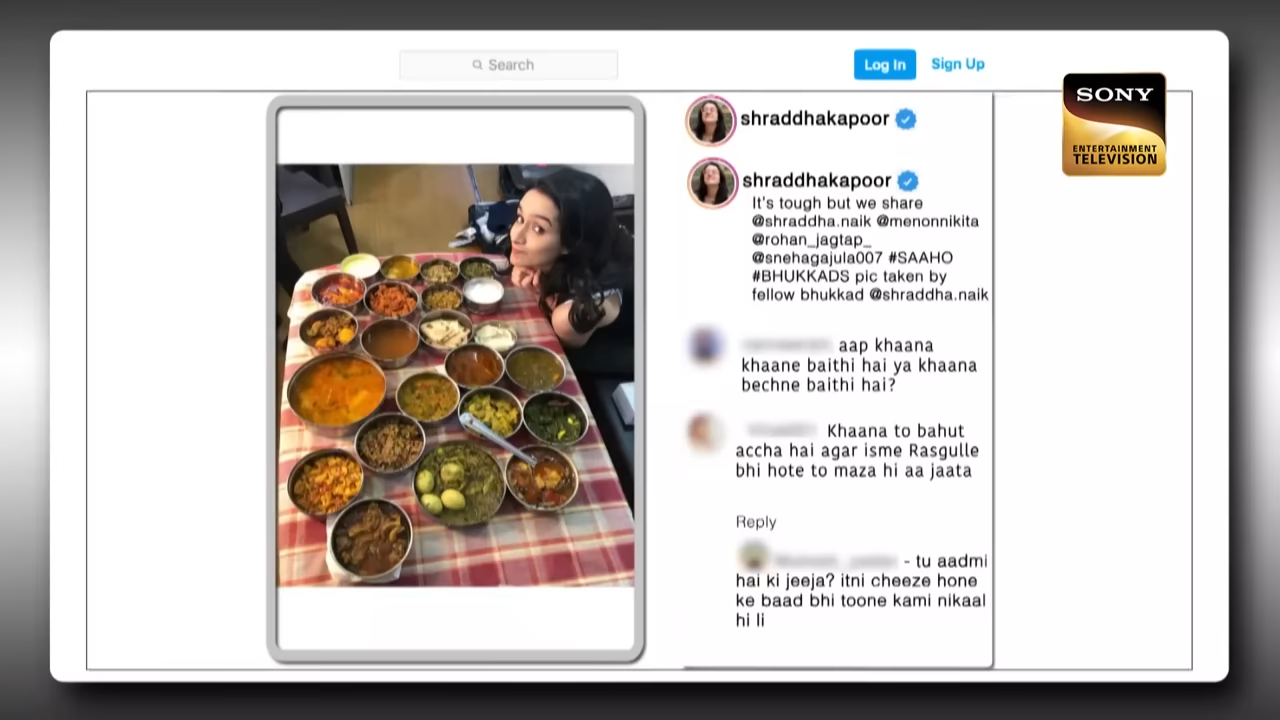 Search
Log In
Sign Up
SONY
ENTERTAINMENT
TELEVISION
shraddhakapoor
shraddhakapoor
It's tough but we share
@shraddha.naik @menonnikita
@rohan_jagtap_
@snehagajula007 #SAAHO
#BHUKKADS pic taken by
fellow bhukkad @shraddha.naik
aap khaana
khaane baithi hai ya khaana
bechne baithi hai?
Khaana to bahut
accha hai agar isme Rasgulle
bhi hote to maza hi aa jaata
Reply
- tu aadmi
hai ki jeeja? itni cheeze hone
ke baad bhi toone kami nikaal
hi li